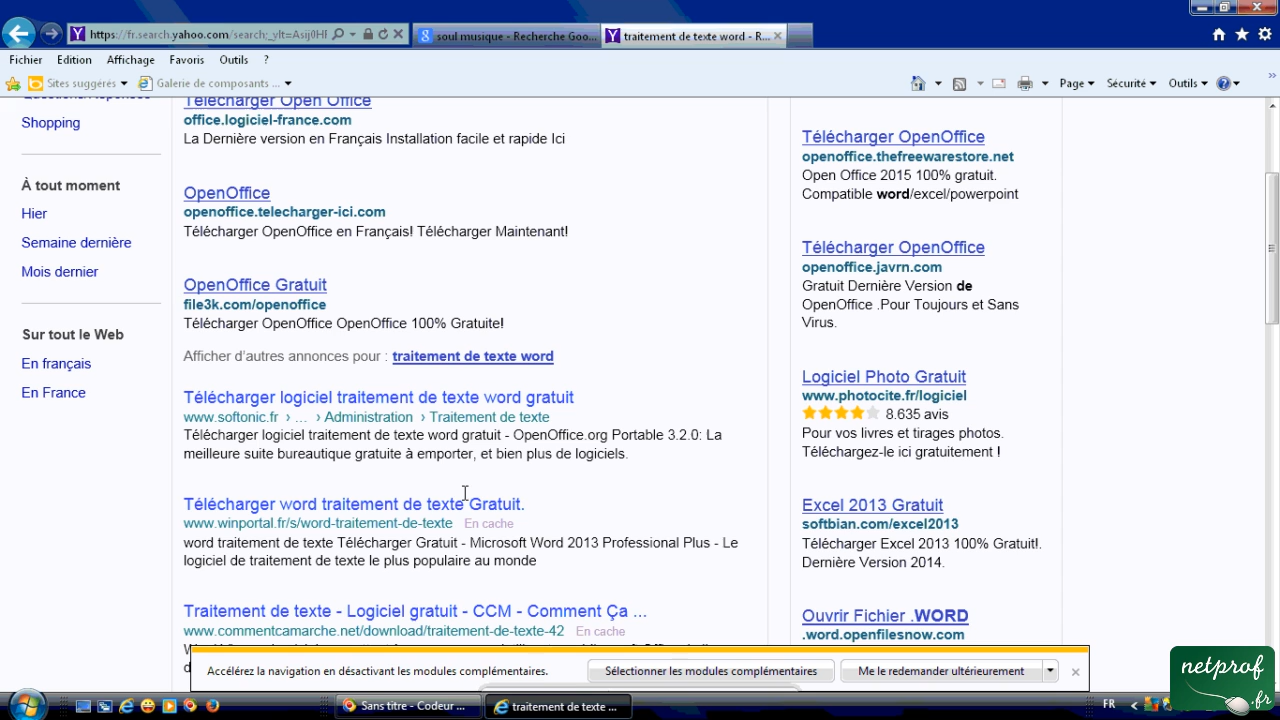 https://fr.search.yahoo.com/search;_ylt=Asij0HI
soul musique - Recherche Goo...
traitement de texte word - R...
Fichier Edition Affichage Favoris Outils ?
Sites suggérés
Galerie de composants ...
Page
Sécurité
Outils
Shopping
À tout moment
Hier
Semaine dernière
Mois dernier
Sur tout le Web
En français
En France
Télécharger Open Office
office.logiciel-france.com
La Dernière version en Français Installation facile et rapide Ici
OpenOffice
openoffice.telecharger-ici.com
Télécharger OpenOffice en Français! Télécharger Maintenant!
OpenOffice Gratuit
file3k.com/openoffice
Télécharger OpenOffice OpenOffice 100% Gratuite!
Afficher d'autres annonces pour : traitement de texte word
Télécharger logiciel traitement de texte word gratuit
www.softonic.fr › ... › Administration › Traitement de texte
Télécharger logiciel traitement de texte word gratuit - OpenOffice.org Portable 3.2.0: La
meilleure suite bureautique gratuite à emporter, et bien plus de logiciels.
Télécharger word traitement de texte Gratuit.
www.winportal.fr/s/word-traitement-de-texte En cache
word traitement de texte Télécharger Gratuit - Microsoft Word 2013 Professional Plus - Le
logiciel de traitement de texte le plus populaire au monde
Traitement de texte - Logiciel gratuit - CCM - Comment Ça ...
www.commentcamarche.net/download/traitement-de-texte-42 En cache
Télécharger OpenOffice
openoffice.thefreewarestore.net
Open Office 2015 100% gratuit.
Compatible word/excel/powerpoint
Télécharger OpenOffice
openoffice.javrn.com
Gratuit Dernière Version de
OpenOffice .Pour Toujours et Sans
Virus.
Logiciel Photo Gratuit
www.photocite.fr/logiciel
8.635 avis
Pour vos livres et tirages photos.
Téléchargez-le ici gratuitement !
Excel 2013 Gratuit
softbian.com/excel2013
Télécharger Excel 2013 100% Gratuit!.
Dernière Version 2014.
Ouvrir Fichier .WORD
.word.openfilesnow.com
Accélérez la navigation en désactivant les modules complémentaires.
Sélectionner les modules complémentaires
Me le redemander ultérieurement
Sans titre - Codeur ...
traitement de texte ...
FR
netprof
.fr